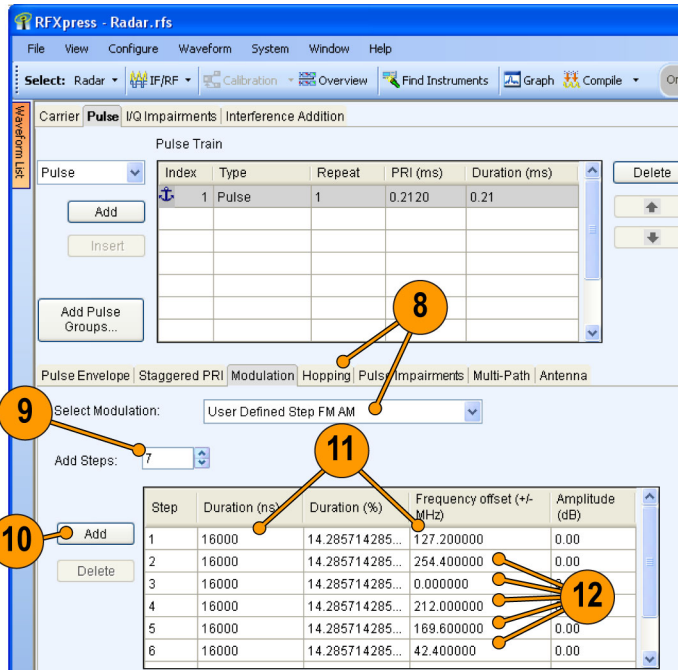 RFXpress - Radar.rfs
File View Configure Waveform System Window Help
Select: Radar IF/RF Calibration Overview Find Instruments Graph Compile On
Waveform List
Carrier Pulse I/Q Impairments Interference Addition
Pulse Train
Pulse
Index Type Repeat PRI (ms) Duration (ms)
1 Pulse 1 0.2120 0.21
Delete
Add
Insert
Add Pulse
Groups...
8
Pulse Envelope Staggered PRI Modulation Hopping Pulse Impairments Multi-Path Antenna
9
Select Modulation: User Defined Step FM AM
11
Add Steps: 7
Step Duration (ns) Duration (%) Frequency offset (+/- MHz) Amplitude (dB)
10
Add
Delete
1 16000 14.285714285... 127.200000 0.00
2 16000 14.285714285... 254.400000 0.00
3 16000 14.285714285... 0.000000
4 16000 14.285714285... 212.000000
5 16000 14.285714285... 169.600000 0.00
6 16000 14.285714285... 42.400000 0.00
12